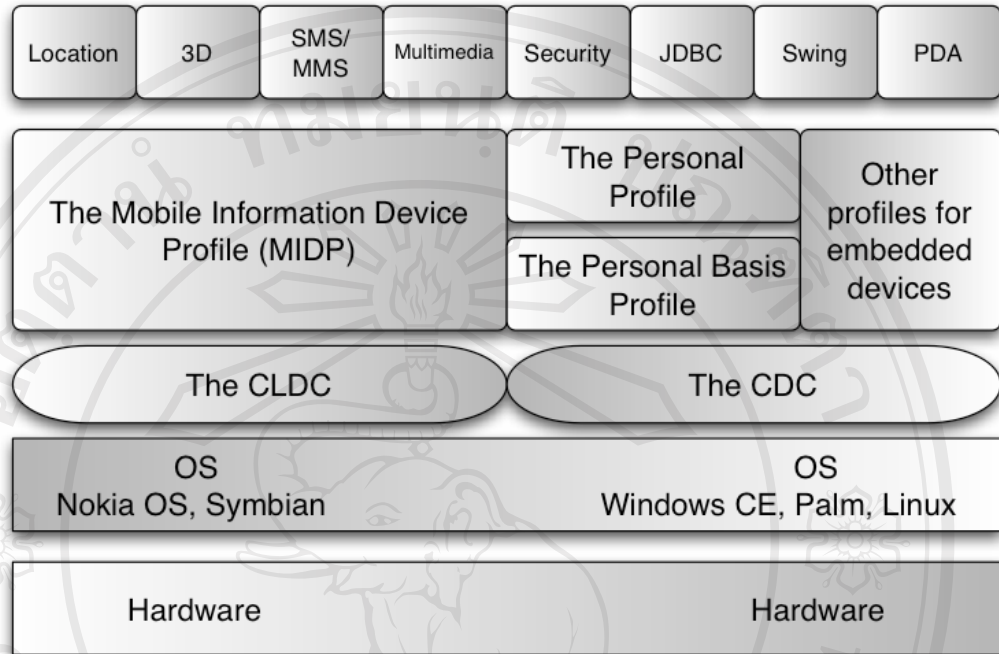 Location
3D
SMS/
MMS
Multimedia
Security
JDBC
Swing
PDA
The Mobile Information Device
Profile (MIDP)
The Personal
Profile
The Personal Basis
Profile
Other
profiles for
embedded
devices
The CLDC
The CDC
OS
Nokia OS, Symbian
OS
Windows CE, Palm, Linux
Hardware
Hardware